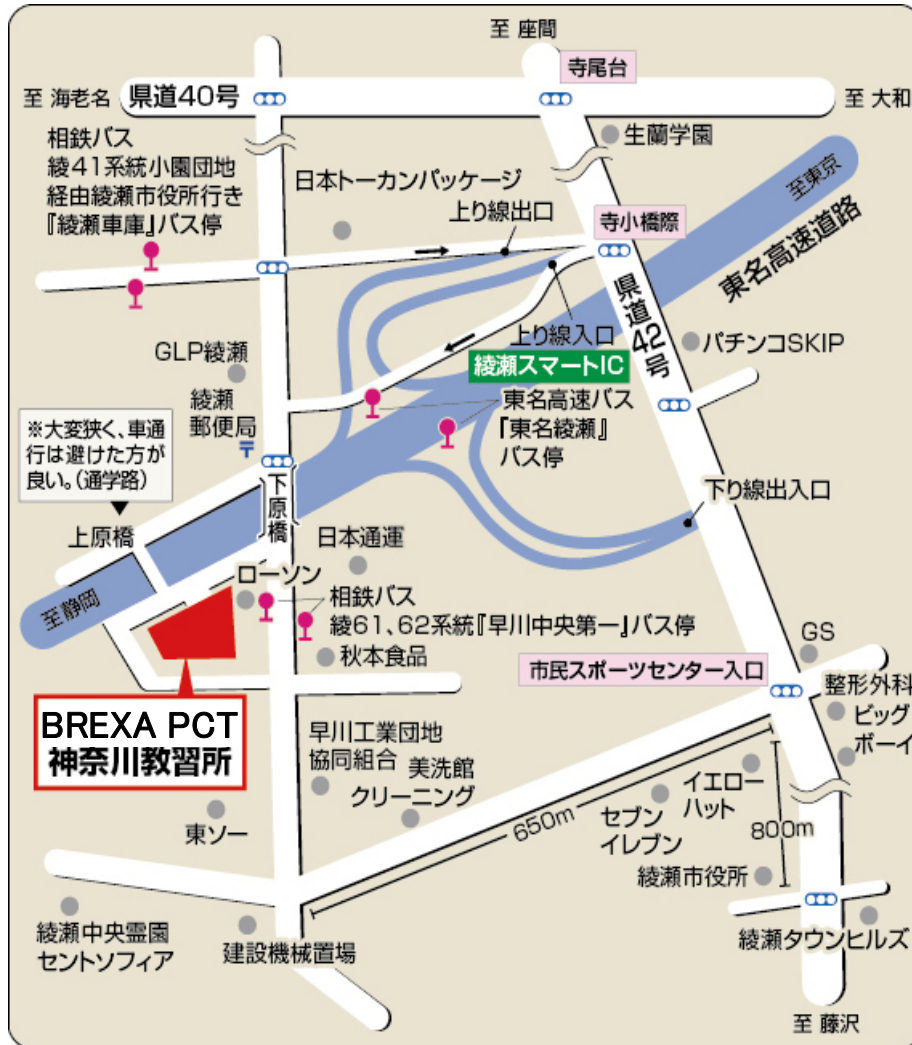 至 座間
寺尾台
至 海老名
県道40号
至 大和
相鉄バス
綾41系統小園団地
経由綾瀬市役所行き
『綾瀬車庫』バス停
生蘭学園
日本トーカンパッケージ
至東京
上り線出口
寺小橋際
東名高速道路
県道42号
上り線入口
パチンコSKIP
GLP綾瀬
綾瀬スマートIC
綾瀬
郵便局
〒
東名高速バス
『東名綾瀬』
バス停
※大変狭く、車通
行は避けた方が
良い。(通学路)
下原橋
下り線出入口
上原橋
日本通運
至静岡
ローソン
相鉄バス
綾61、62系統『早川中央第一』バス停
GS
秋本食品
市民スポーツセンター入口
整形外科
ビッグ
ボーイ
BREXA PCT
神奈川教習所
早川工業団地
協同組合
美洗館
クリーニング
イエロー
ハット
セブン
イレブン
650m
800m
東ソー
綾瀬市役所
綾瀬中央霊園
セントソフィア
建設機械置場
綾瀬タウンヒルズ
至 藤沢